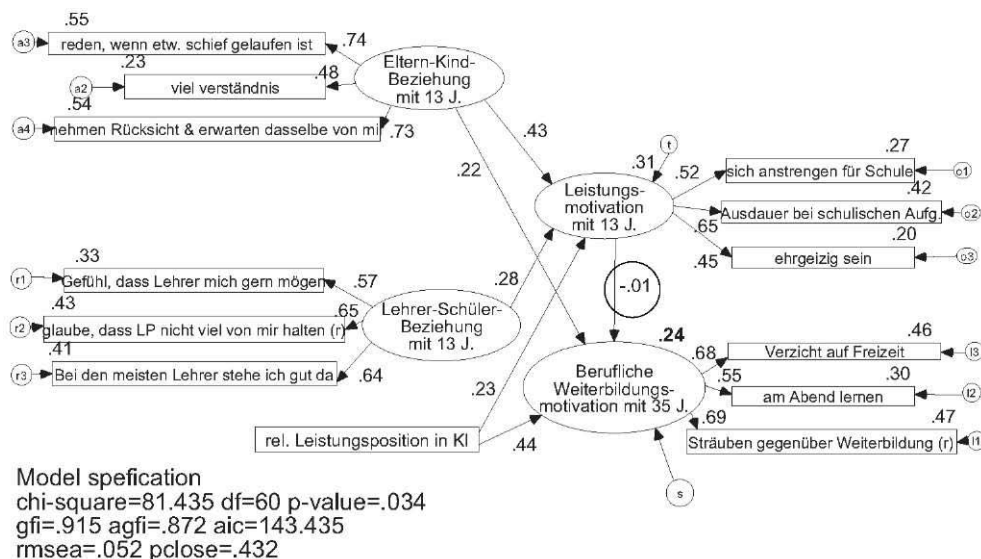 .55
a3
reden, wenn etw. schief gelaufen ist
.74
.23
a2
viel verständnis
.48
.54
a4
nehmen Rücksicht & erwarten dasselbe von mi
.73
Eltern-Kind-
Beziehung
mit 13 J.
.43
.22
t
.31
Leistungs-
motivation
mit 13 J.
.52
.27
sich anstrengen für Schule
o1
.42
Ausdauer bei schulischen Aufg.
o2
.65
.20
.45
ehrgeizig sein
o3
.33
r1
Gefühl, dass Lehrer mich gern mögen
.57
.43
r2
glaube, dass LP nicht viel von mir halten (r)
.65
.41
r3
Bei den meisten Lehrer stehe ich gut da
.64
Lehrer-Schüler-
Beziehung
mit 13 J.
.28
-.01
.23
rel. Leistungsposition in Kl
.44
.24
Berufliche
Weiterbildungs-
motivation mit 35 J.
.68
.46
Verzicht auf Freizeit
l3
.55
.30
am Abend lernen
l2
.69
.47
Sträuben gegenüber Weiterbildung (r)
l1
s
Model spefication
chi-square=81.435 df=60 p-value=.034
gfi=.915 agfi=.872 aic=143.435
rmsea=.052 pclose=.432